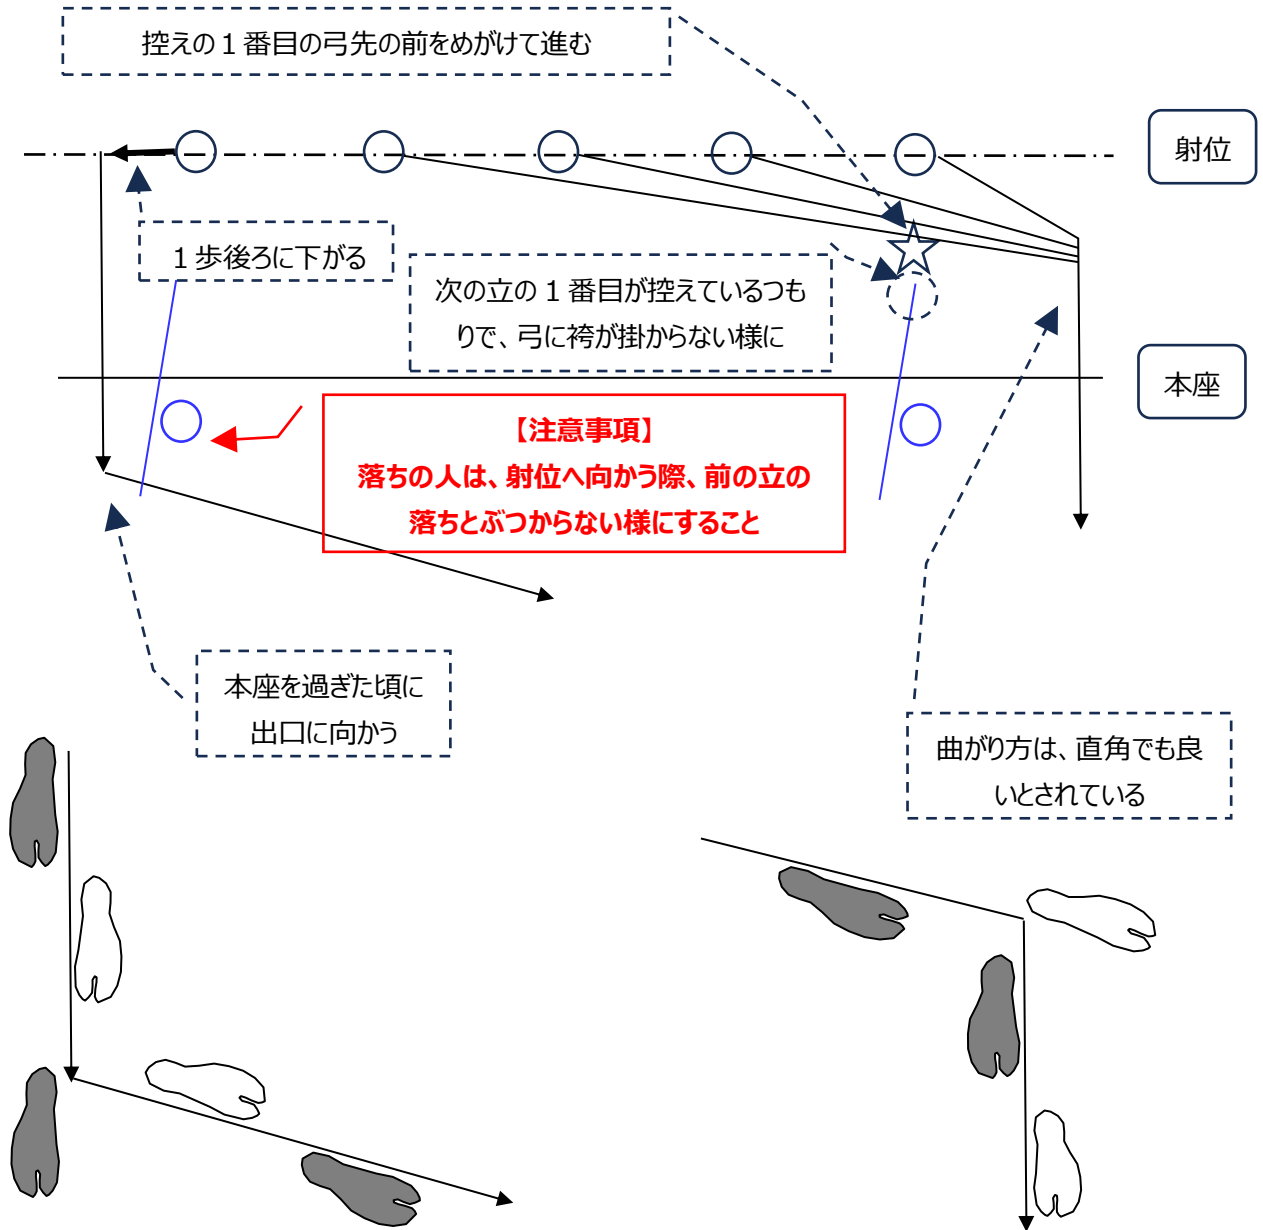 控えの1番目の弓先の前をめがけて進む
射位
1歩後ろに下がる
次の立の1番目が控えているつも
りで、弓に袴が掛からない様に
本座
【注意事項】
落ちの人は、射位へ向かう際、前の立の
落ちとぶつからない様にすること
本座を過ぎた頃に
出口に向かう
曲がり方は、直角でも良
いとされている